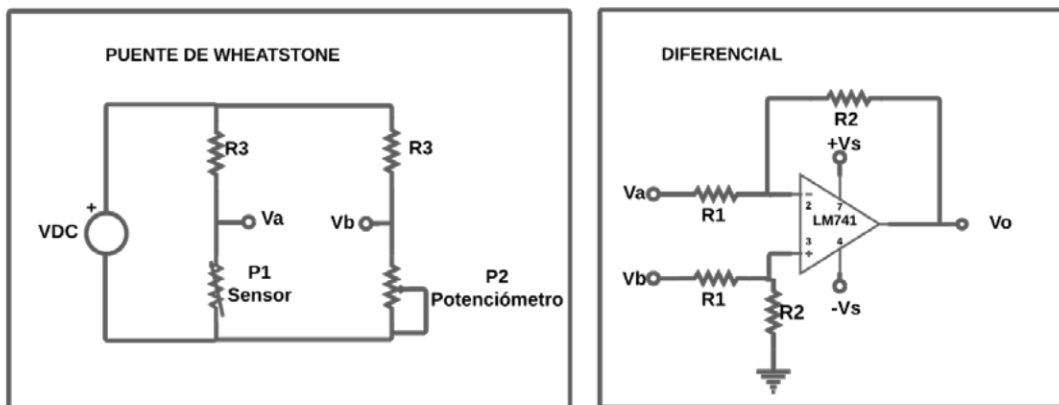 PUENTE DE WHEATSTONE
R3
R3
+
VDC
Va
Vb
P1
Sensor
P2
Potenciómetro
DIFERENCIAL
R2
+Vs
Va
R1
-
2
7
LM741
Vo
3
+
4
Vb
R1
R2
-Vs